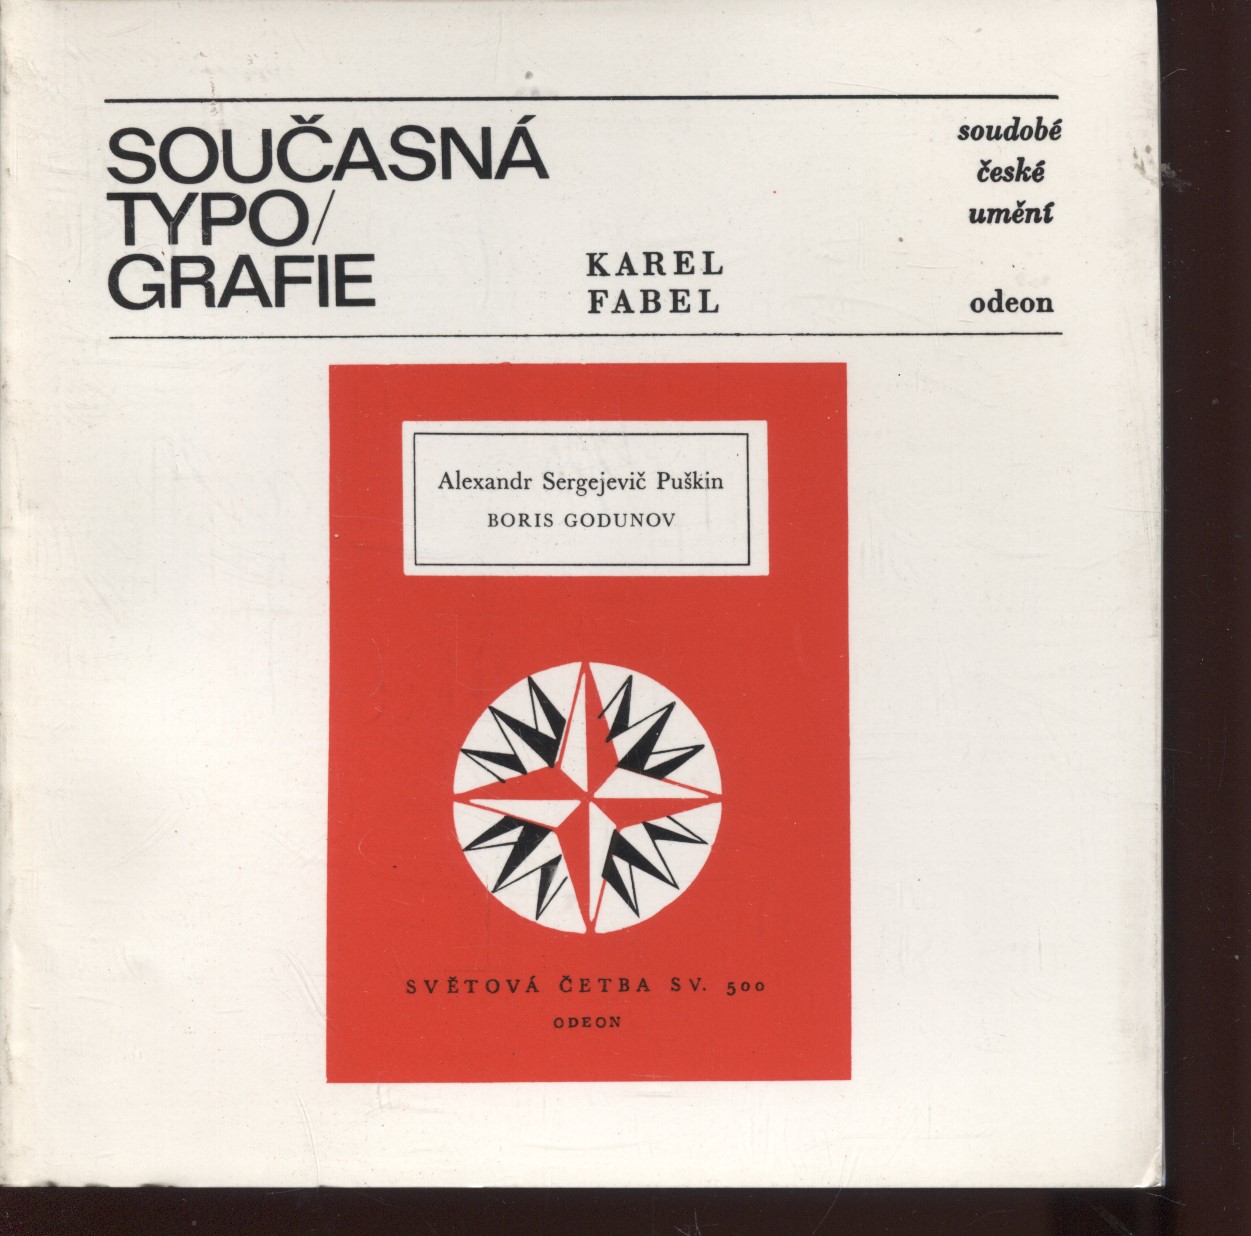 SOUČASNÁ
TYPO/
GRAFIE
KAREL
FABEL
soudobé
české
umění
odeon
Alexandr Sergejevič Puškin
BORIS GODUNOV
SVĚTOVÁ ČETBA SV. 500
ODEON